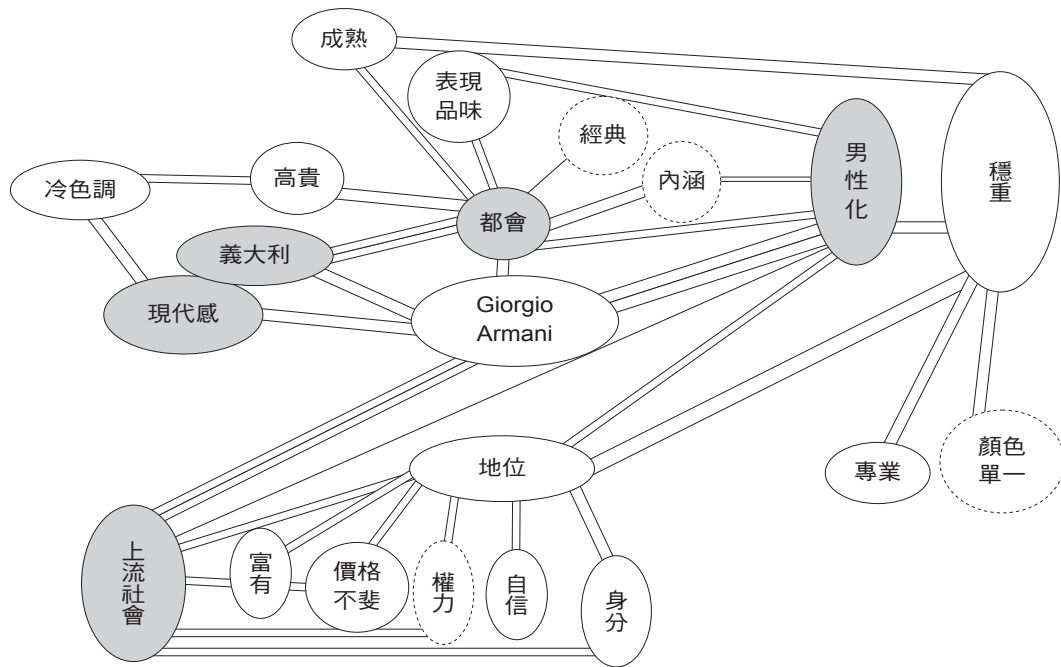 成熟
表現
品味
經典
內涵
男性化
穩重
冷色調
高貴
都會
義大利
現代感
Giorgio
Armani
地位
專業
顏色
單一
上流社會
富有
價格
不斐
權力
自信
身分